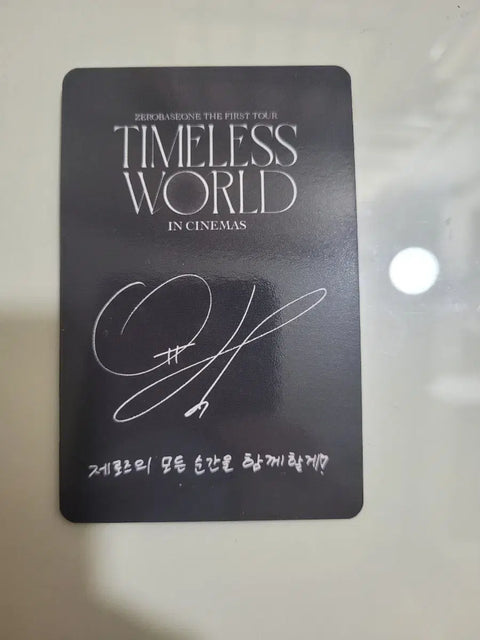 ZEROBASEONE THE FIRST TOUR
TIMELESS
WORLD
IN CINEMAS
제로즈의 모든 순간을 함께할게♡